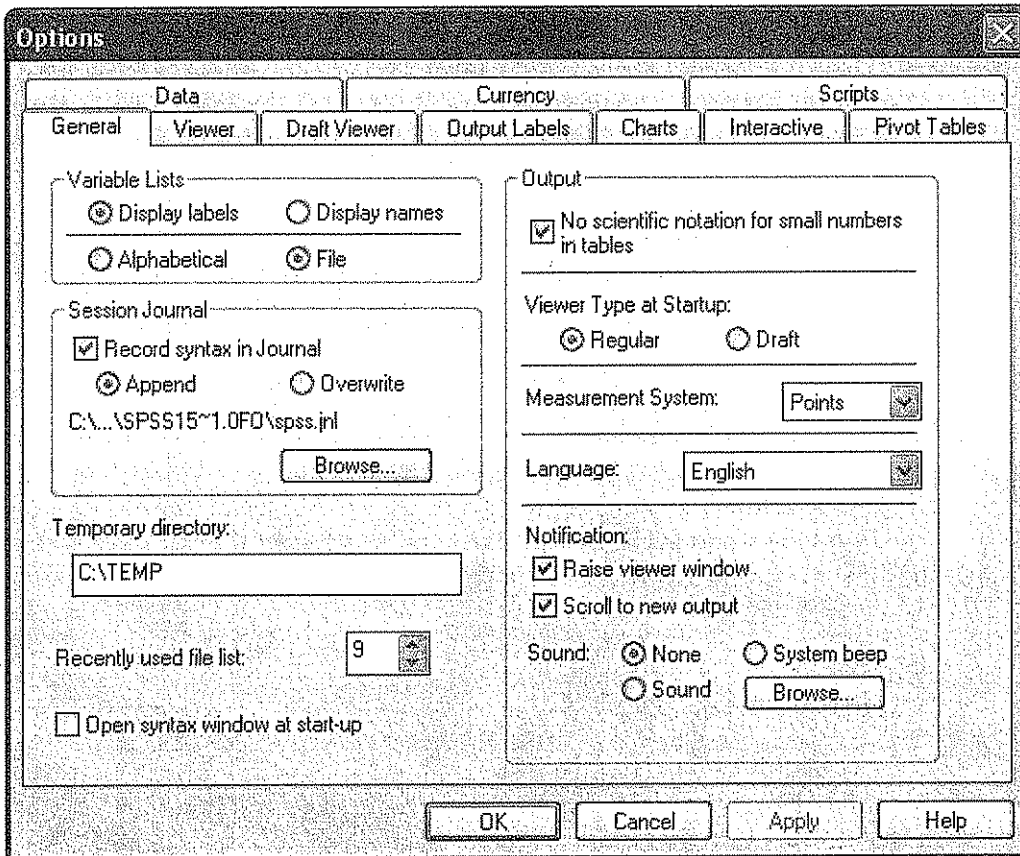 Options
Data Currency Scripts
General Viewer Draft Viewer Output Labels Charts Interactive Pivot Tables
Variable Lists
Display labels Display names
Alphabetical File
Session Journal
Record syntax in Journal
Append Overwrite
C:\...\SPSS15~1.0FO\spss.jnl
Browse...
Temporary directory:
C:\TEMP
Recently used file list:
9
Open syntax window at start-up
Output
No scientific notation for small numbers
in tables
Viewer Type at Startup:
Regular Draft
Measurement System: Points
Language: English
Notification:
Raise viewer window
Scroll to new output
Sound: None System beep
Sound Browse...
OK Cancel Apply Help